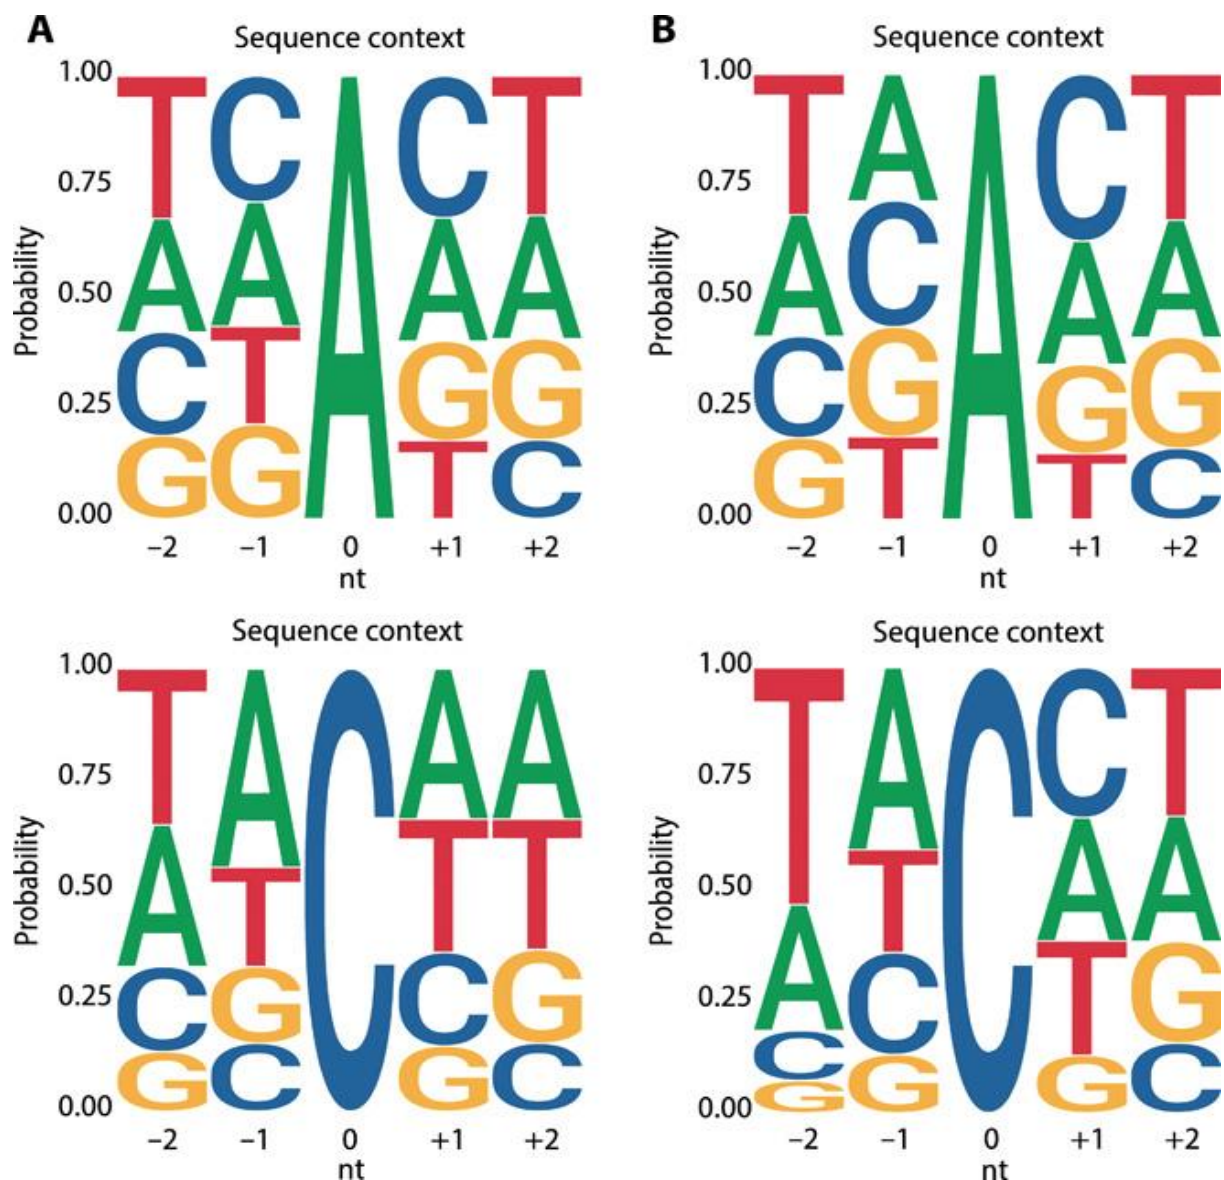 A
Sequence context
Probability
1.00
0.75
0.50
0.25
0.00
T C A C T
A A A A
C T G G
G G T C
–2 –1 0 +1 +2
nt
B
Sequence context
Probability
1.00
0.75
0.50
0.25
0.00
T A A C T
A C A A
C G G G
G T T C
–2 –1 0 +1 +2
nt
Sequence context
Probability
1.00
0.75
0.50
0.25
0.00
T A C A A
A T T T
C G C G
G C G C
–2 –1 0 +1 +2
nt
Sequence context
Probability
1.00
0.75
0.50
0.25
0.00
T A C C T
A T A A
C C T G
G G G C
–2 –1 0 +1 +2
nt